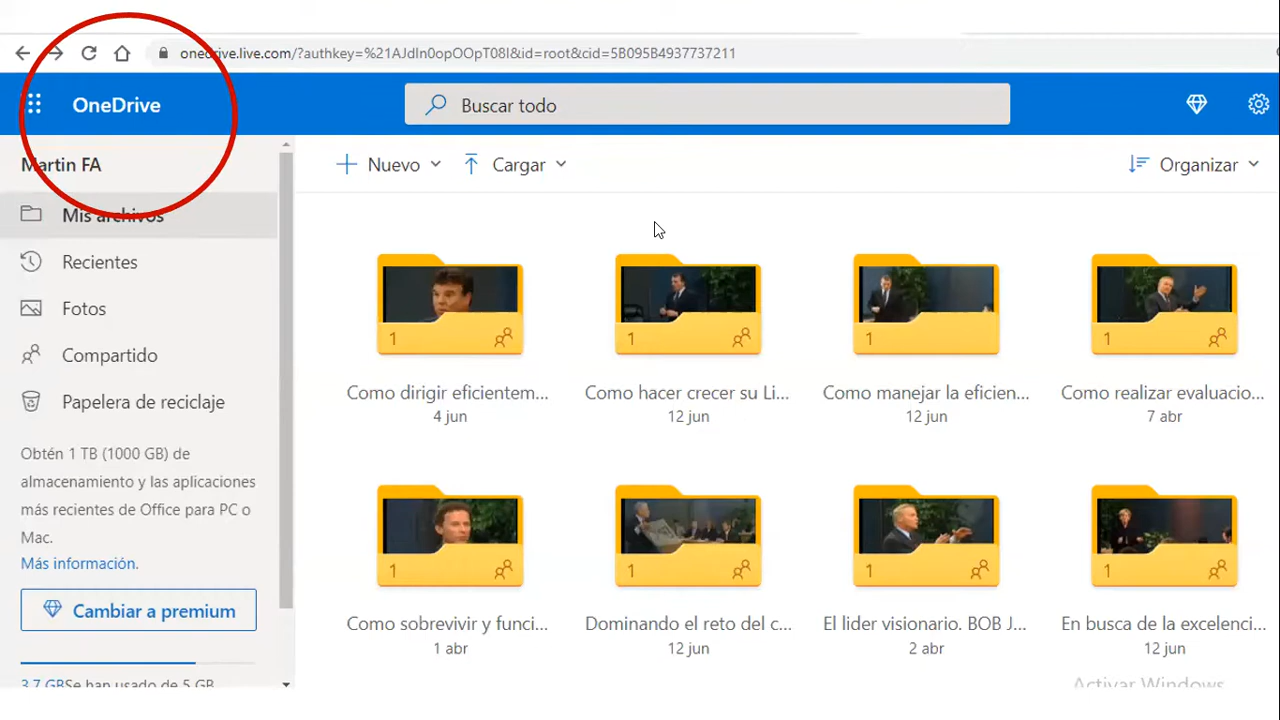 onedrive.live.com/?authkey=%21AJdIn0opOOpT08I&id=root&cid=5B095B4937737211
OneDrive
Buscar todo
Martin FA
Nuevo
Cargar
Organizar
Mis archivos
Recientes
Fotos
Compartido
Papelera de reciclaje
Obtén 1 TB (1000 GB) de
almacenamiento y las aplicaciones
más recientes de Office para PC o
Mac.
Más información.
Cambiar a premium
3.7 GB Se han usado de 5 GB
1
1
1
1
Como dirigir eficientem...
Como hacer crecer su Li...
Como manejar la eficien...
Como realizar evaluacio...
4 jun
12 jun
12 jun
7 abr
1
1
1
1
Como sobrevivir y funci...
Dominando el reto del c...
El lider visionario. BOB J...
En busca de la excelenci...
1 abr
12 jun
2 abr
12 jun
Activar Windows